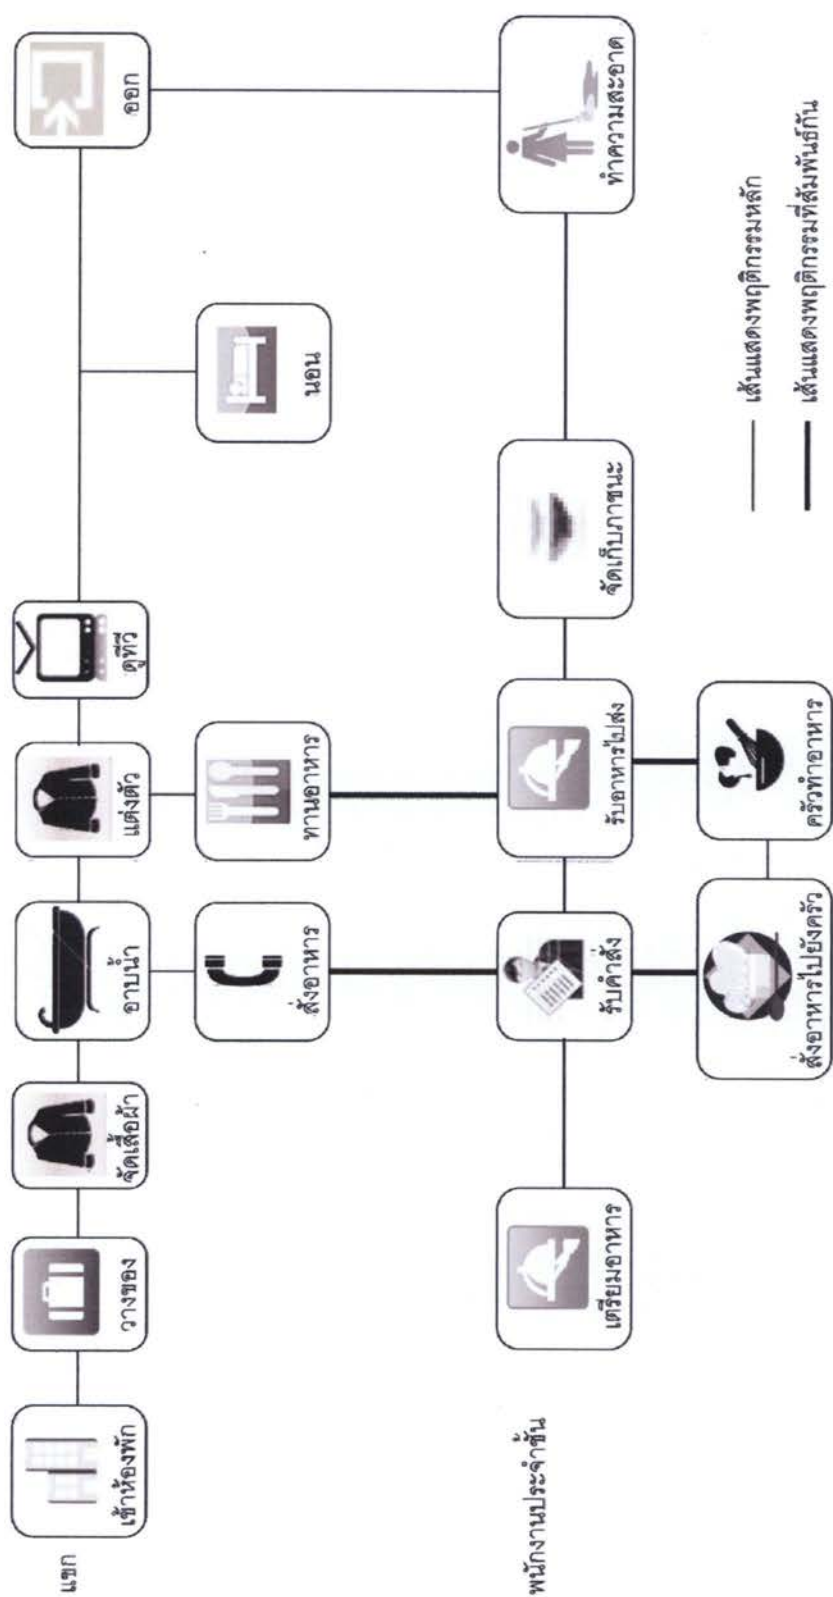 แขก
เข้าห้องพัก
วางของ
จัดเสื้อผ้า
อาบน้ำ
แต่งตัว
ดูทีวี
ออก
สั่งอาหาร
ทานอาหาร
นอน
พนักงานประจำชั้น
เตรียมอาหาร
รับคำสั่ง
รับอาหารไปส่ง
จัดเก็บภาชนะ
ทำความสะอาด
สั่งอาหารไปยังครัว
ครัวทำอาหาร
เส้นแสดงพฤติกรรมหลัก
เส้นแสดงพฤติกรรมที่สัมพันธ์กัน